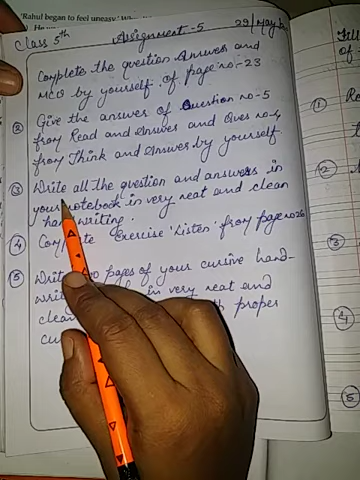 'Rahul began to feel uneasy.
Class 5th Assignment - 5 29/May
Complete the question Answer and
MCQ by yourself. of page no-23
② Give the answers of Question no-5
from Read and Answer and Ques no-4
from Think and Answer by yourself
③ Write all the question and answers in
your notebook in very neat and clean
handwriting.
④ Complete Exercise 'Listen' from page no 26
⑤ Write pages of your cursive hand-
in very neat and
clean proper
①
②
③
④
⑤